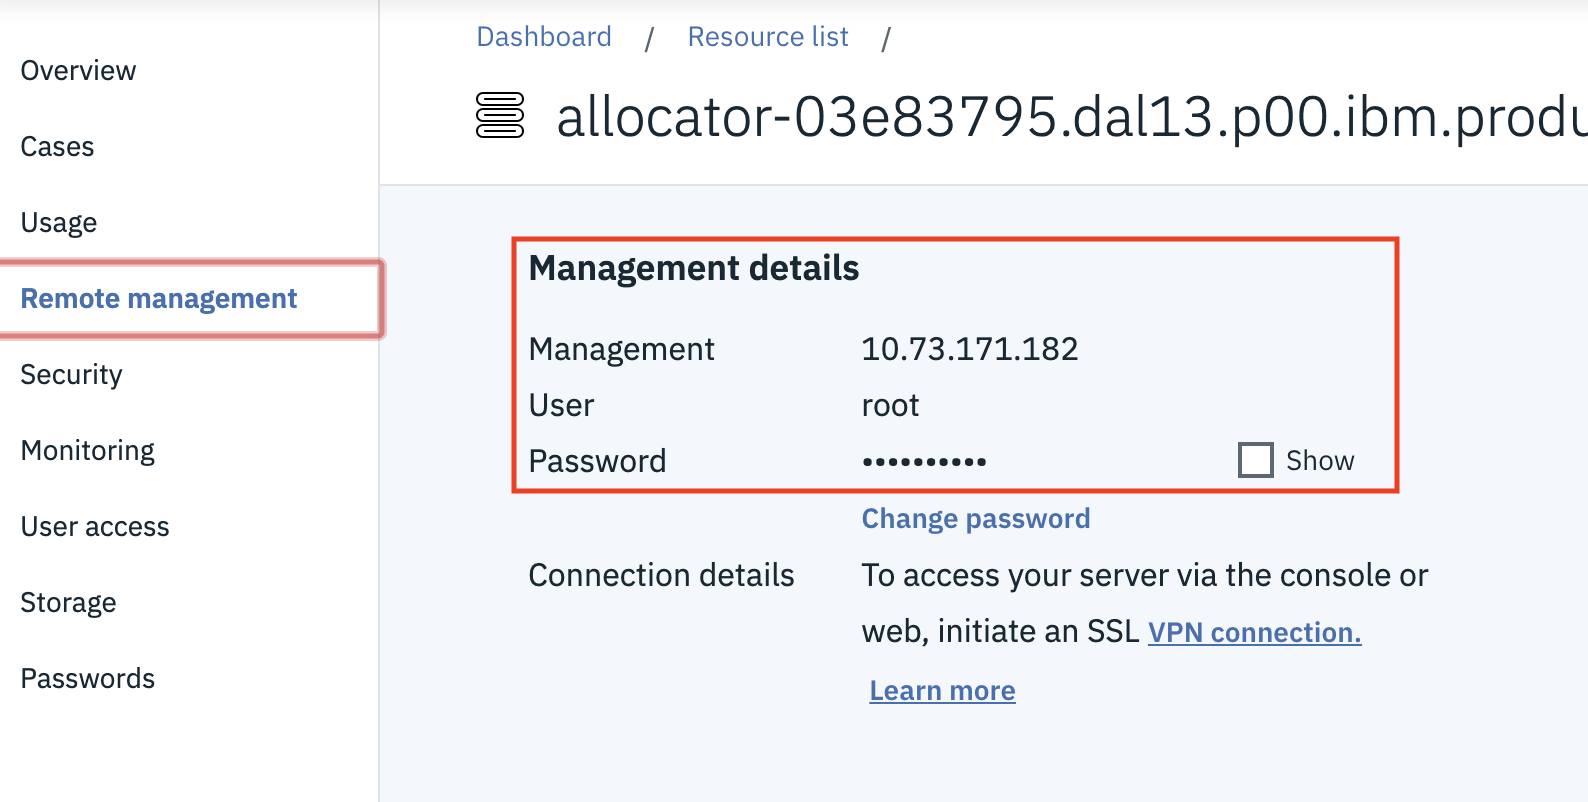 Overview
Cases
Usage
Remote management
Security
Monitoring
User access
Storage
Passwords
Dashboard / Resource list /
allocator-03e83795.dal13.p00.ibm.produ
Management details
Management 10.73.171.182
User root
Password •••••••••• Show
Change password
Connection details To access your server via the console or
web, initiate an SSL VPN connection.
Learn more